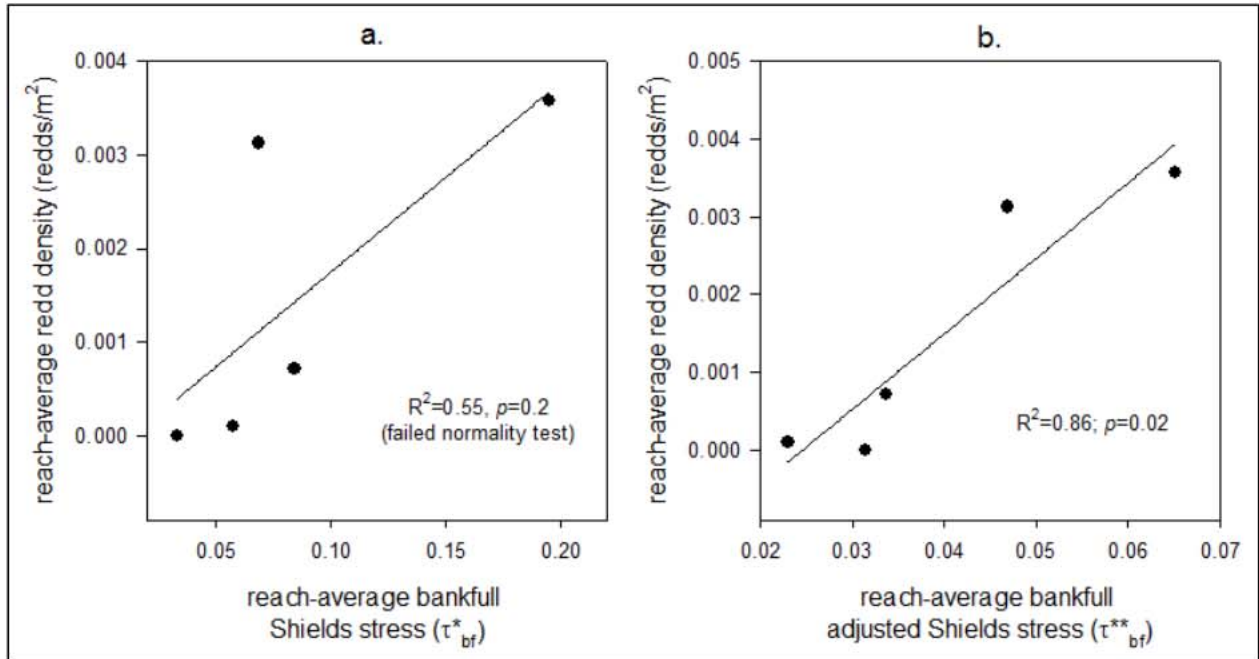 a.
reach-average redd density (redds/m²)
0.004
0.003
0.002
0.001
0.000
R²=0.55, p=0.2
(failed normality test)
0.05 0.10 0.15 0.20
reach-average bankfull
Shields stress (τ*bf)
b.
reach-average redd density (redds/m²)
0.005
0.004
0.003
0.002
0.001
0.000
R²=0.86; p=0.02
0.02 0.03 0.04 0.05 0.06 0.07
reach-average bankfull
adjusted Shields stress (τ**bf)